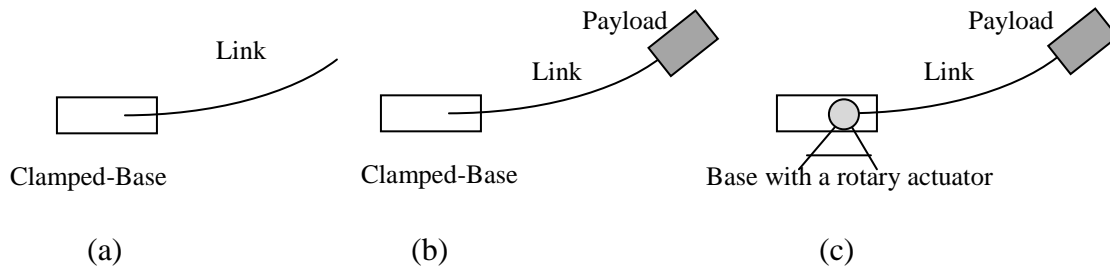 Link
Clamped-Base
(a)
Payload
Link
Clamped-Base
(b)
Payload
Link
Base with a rotary actuator
(c)